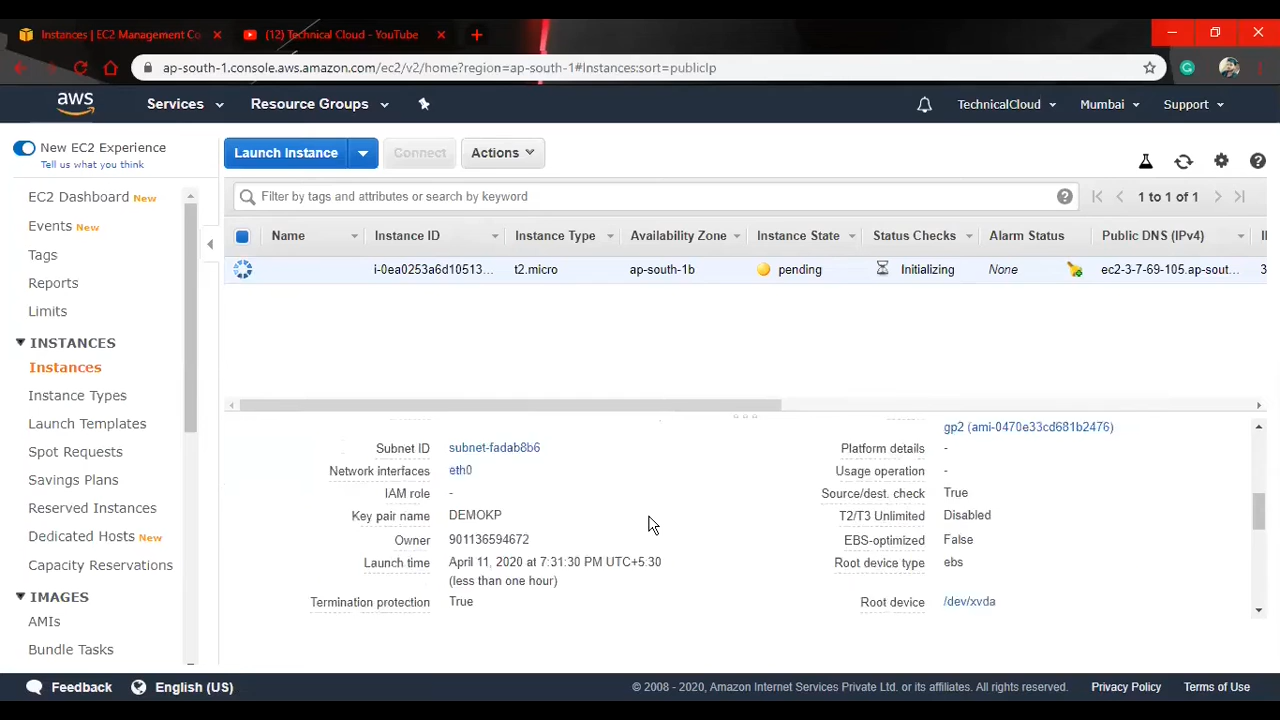 Instances | EC2 Management Co
(12) Technical Cloud - YouTube
ap-south-1.console.aws.amazon.com/ec2/v2/home?region=ap-south-1#Instances:sort=publicIp
aws
Services
Resource Groups
TechnicalCloud
Mumbai
Support
New EC2 Experience
Tell us what you think
Launch Instance
Connect
Actions
EC2 Dashboard New
Events New
Tags
Reports
Limits
INSTANCES
Instances
Instance Types
Launch Templates
Spot Requests
Savings Plans
Reserved Instances
Dedicated Hosts New
Capacity Reservations
IMAGES
AMIs
Bundle Tasks
Filter by tags and attributes or search by keyword
1 to 1 of 1
Name Instance ID Instance Type Availability Zone Instance State Status Checks Alarm Status Public DNS (IPv4)
i-0ea0253a6d10513... t2.micro ap-south-1b pending Initializing None ec2-3-7-69-105.ap-sout... 3
gp2 (ami-0470e33cd681b2476)
Subnet ID subnet-fadab8b6
Platform details -
Network interfaces eth0
Usage operation -
IAM role -
Source/dest. check True
Key pair name DEMOKP
T2/T3 Unlimited Disabled
Owner 901136594672
EBS-optimized False
Launch time April 11, 2020 at 7:31:30 PM UTC+5:30
(less than one hour)
Root device type ebs
Termination protection True
Root device /dev/xvda
Feedback
English (US)
© 2008 - 2020, Amazon Internet Services Private Ltd. or its affiliates. All rights reserved.
Privacy Policy
Terms of Use